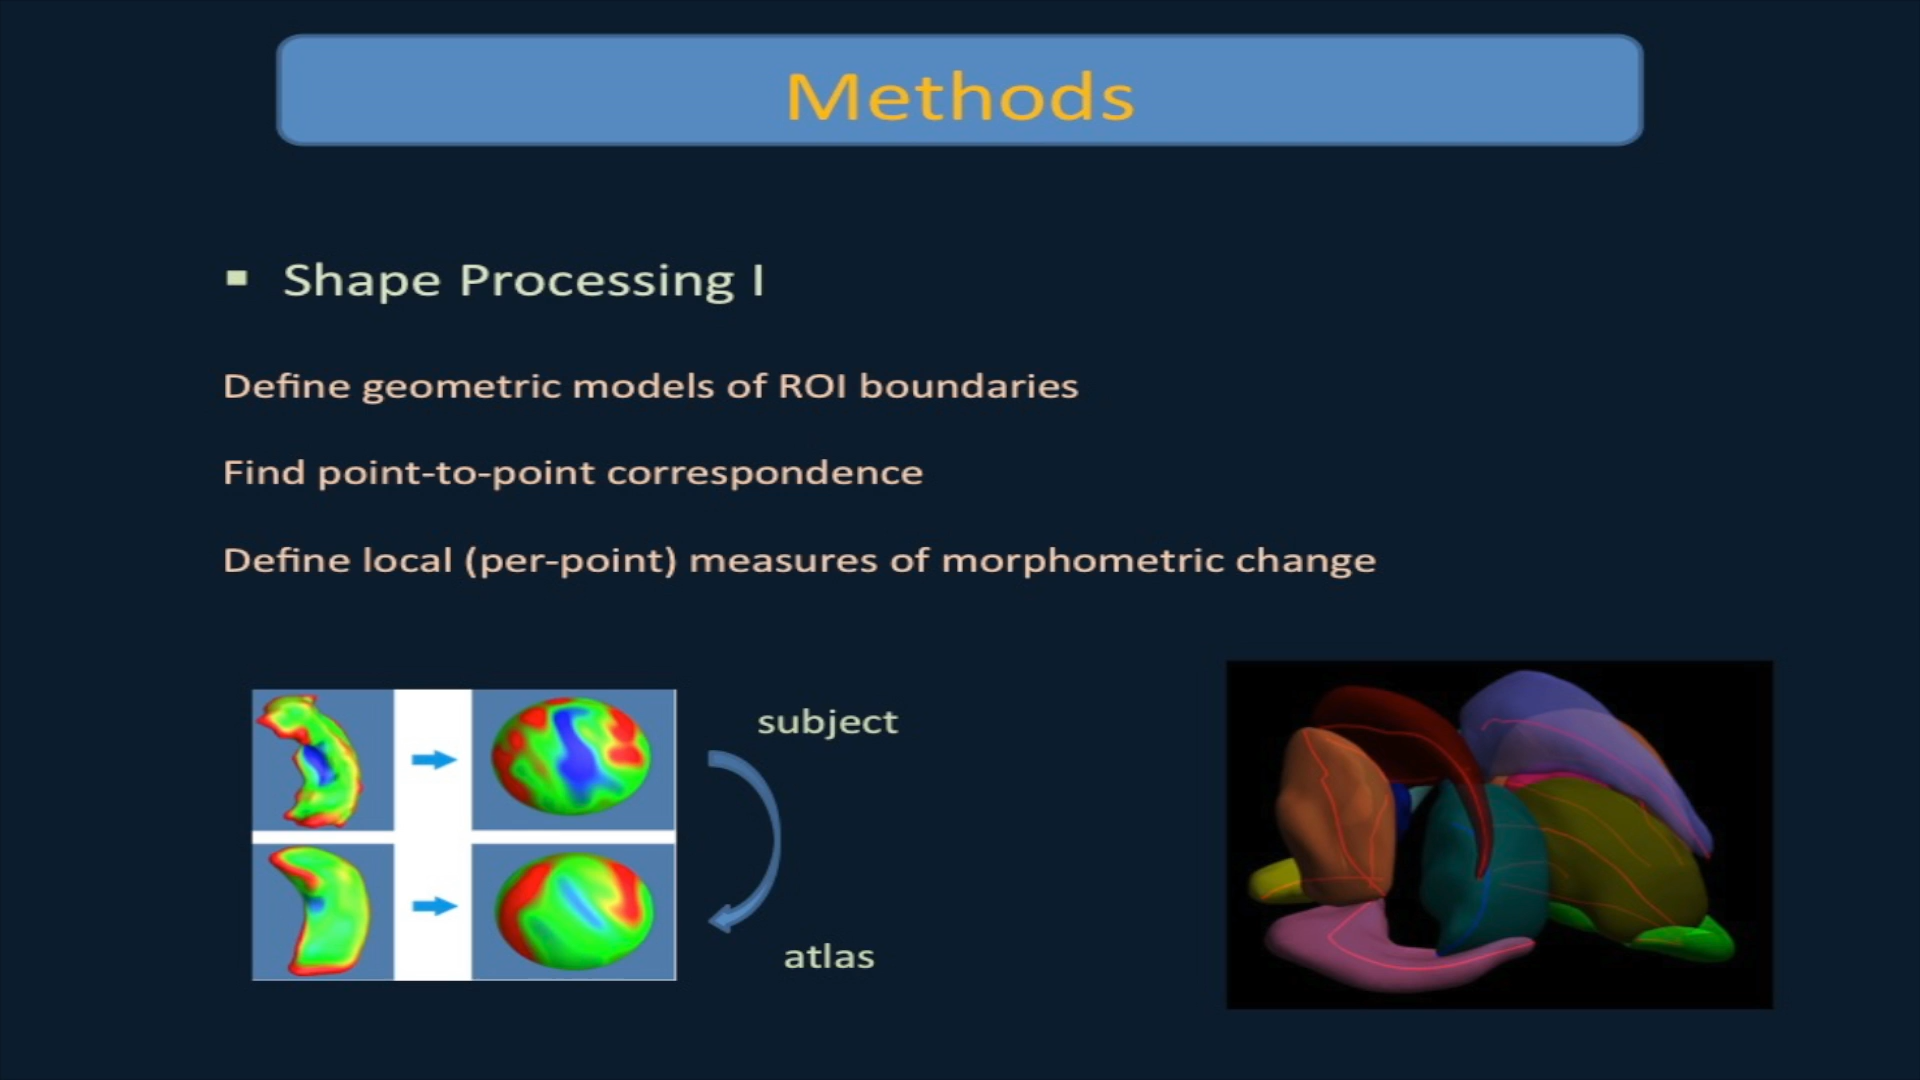 Methods
Shape Processing I
Define geometric models of ROI boundaries
Find point-to-point correspondence
Define local (per-point) measures of morphometric change
subject
atlas